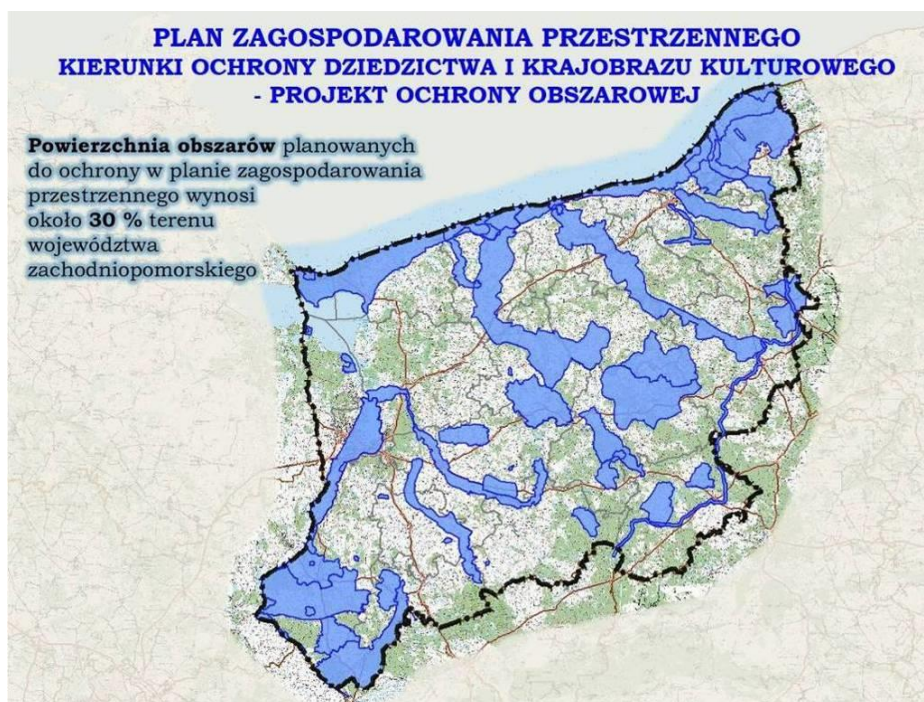 PLAN ZAGOSPODAROWANIA PRZESTRZENNEGO
KIERUNKI OCHRONY DZIEDZICTWA I KRAJOBRAZU KULTUROWEGO
- PROJEKT OCHRONY OBSZAROWEJ
Powierzchnia obszarów planowanych
do ochrony w planie zagospodarowania
przestrzennego wynosi
około 30 % terenu
województwa
zachodniopomorskiego